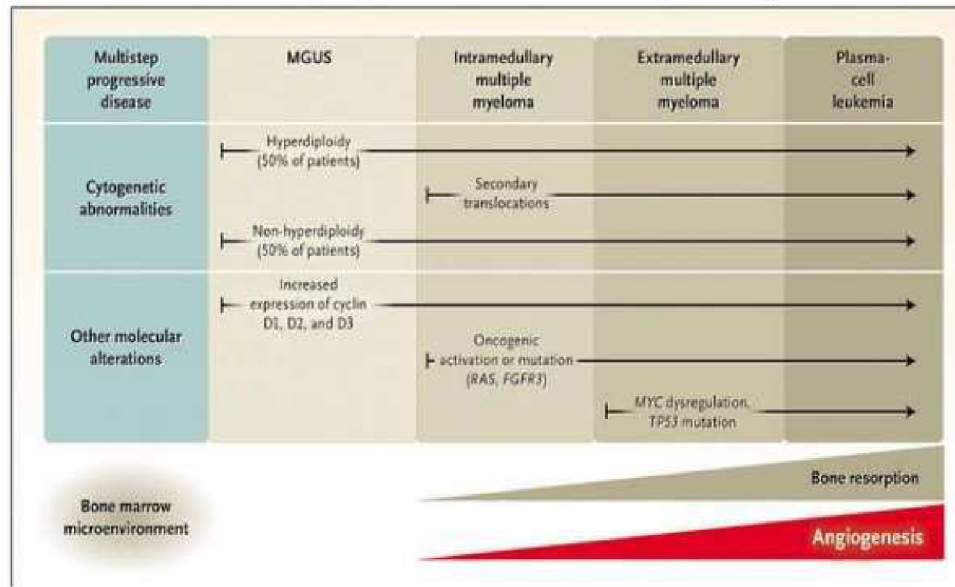 Multistep
progressive
disease
MGUS
Intramedullary
multiple
myeloma
Extramedullary
multiple
myeloma
Plasma-
cell
leukemia
Cytogenetic
abnormalities
Hyperdiploidy
(50% of patients)
Secondary
translocations
Non-hyperdiploidy
(50% of patients)
Other molecular
alterations
Increased
expression of cyclin
D1, D2, and D3
Oncogenic
activation or mutation
(RAS, FGFR3)
MYC dysregulation,
TP53 mutation
Bone marrow
microenvironment
Bone resorption
Angiogenesis